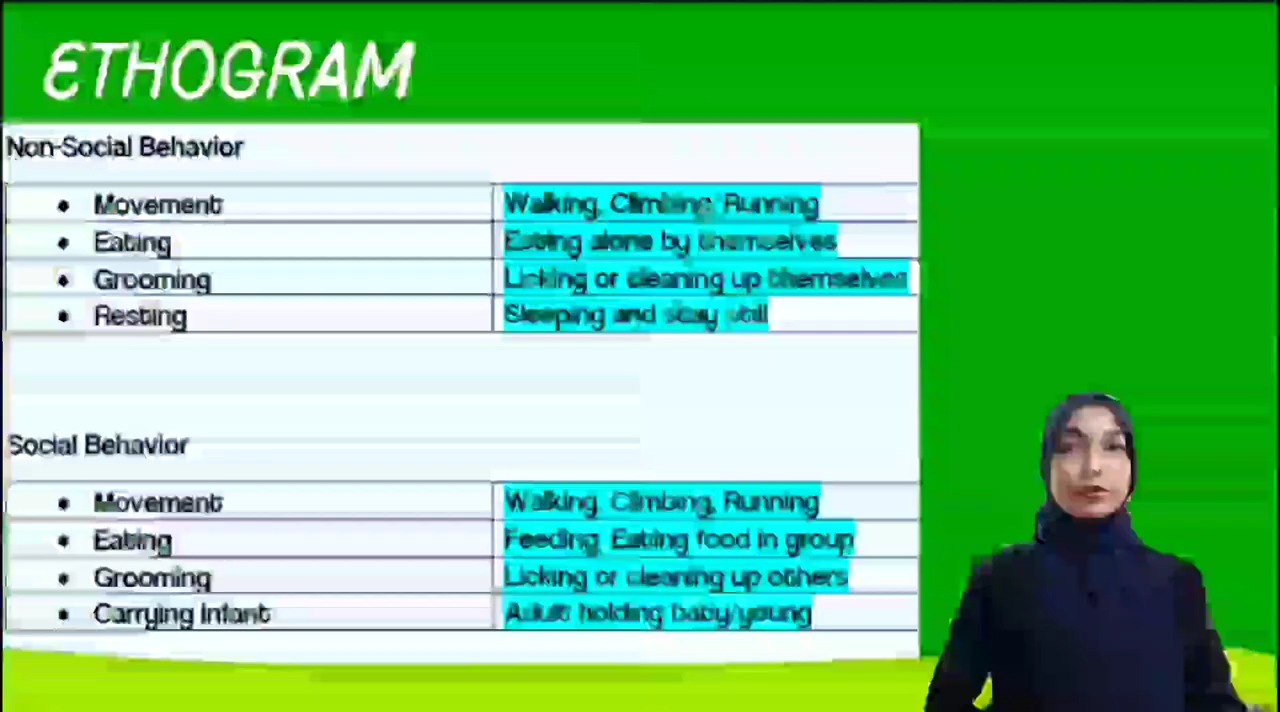 ETHOGRAM
Non-Social Behavior
• Movement Walking, Climbing, Running
• Eating Eating alone by themselves
• Grooming Licking or cleaning up themselves
• Resting Sleeping and stay still
Social Behavior
• Movement Walking, Climbing, Running
• Eating Feeding, Eating food in group
• Grooming Licking or cleaning up others
• Carrying Infant Adult holding baby/young